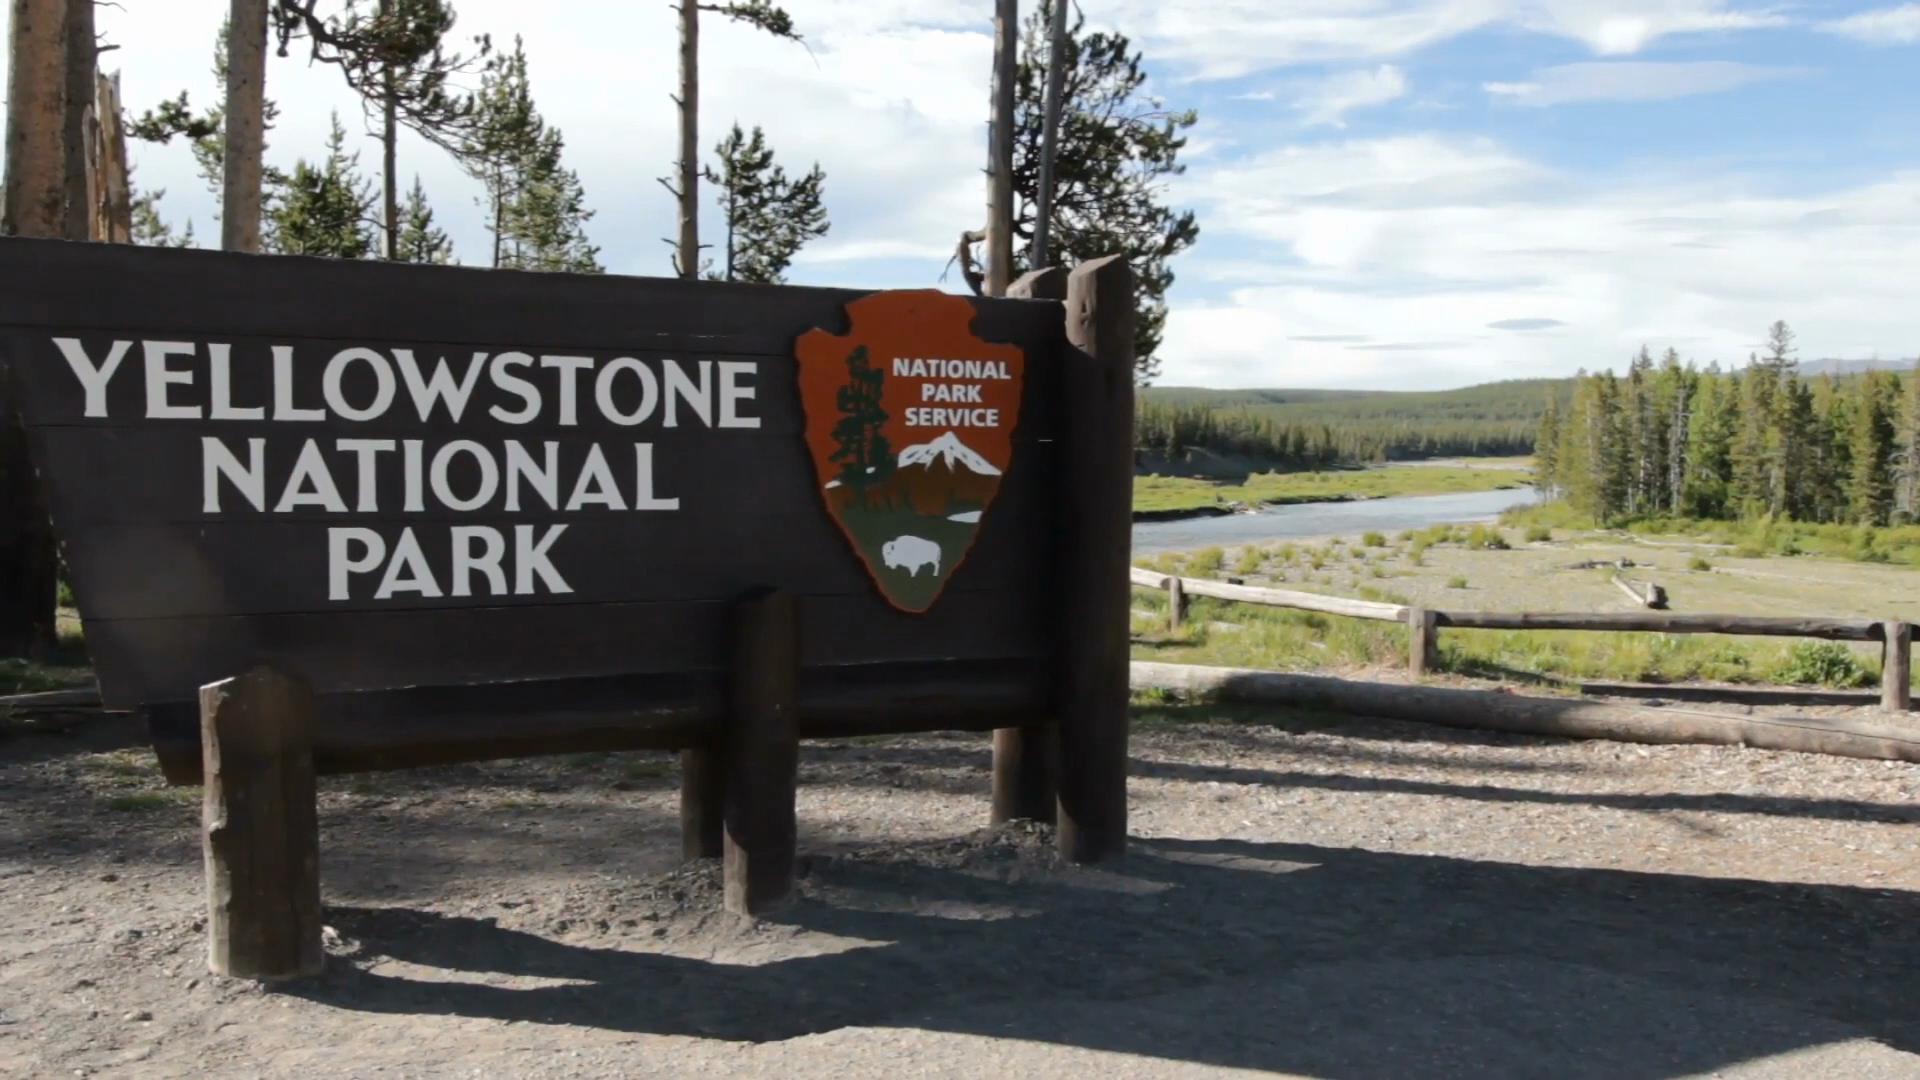 YELLOWSTONE
NATIONAL
PARK
NATIONAL
PARK
SERVICE